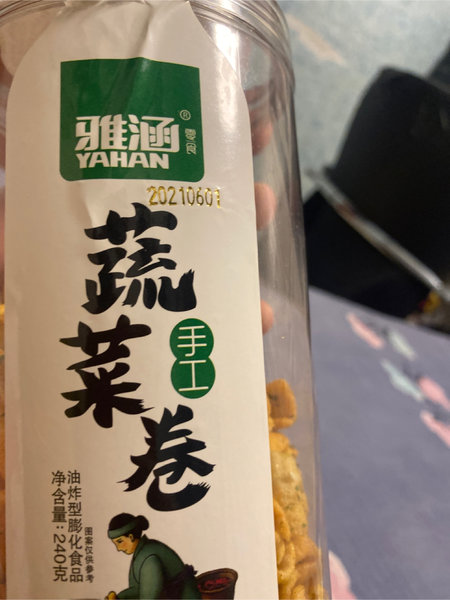 雅涵®
零食
YAHAN
20210601
蔬菜卷
手工
油炸型膨化食品
净含量:240克
图案仅供参考